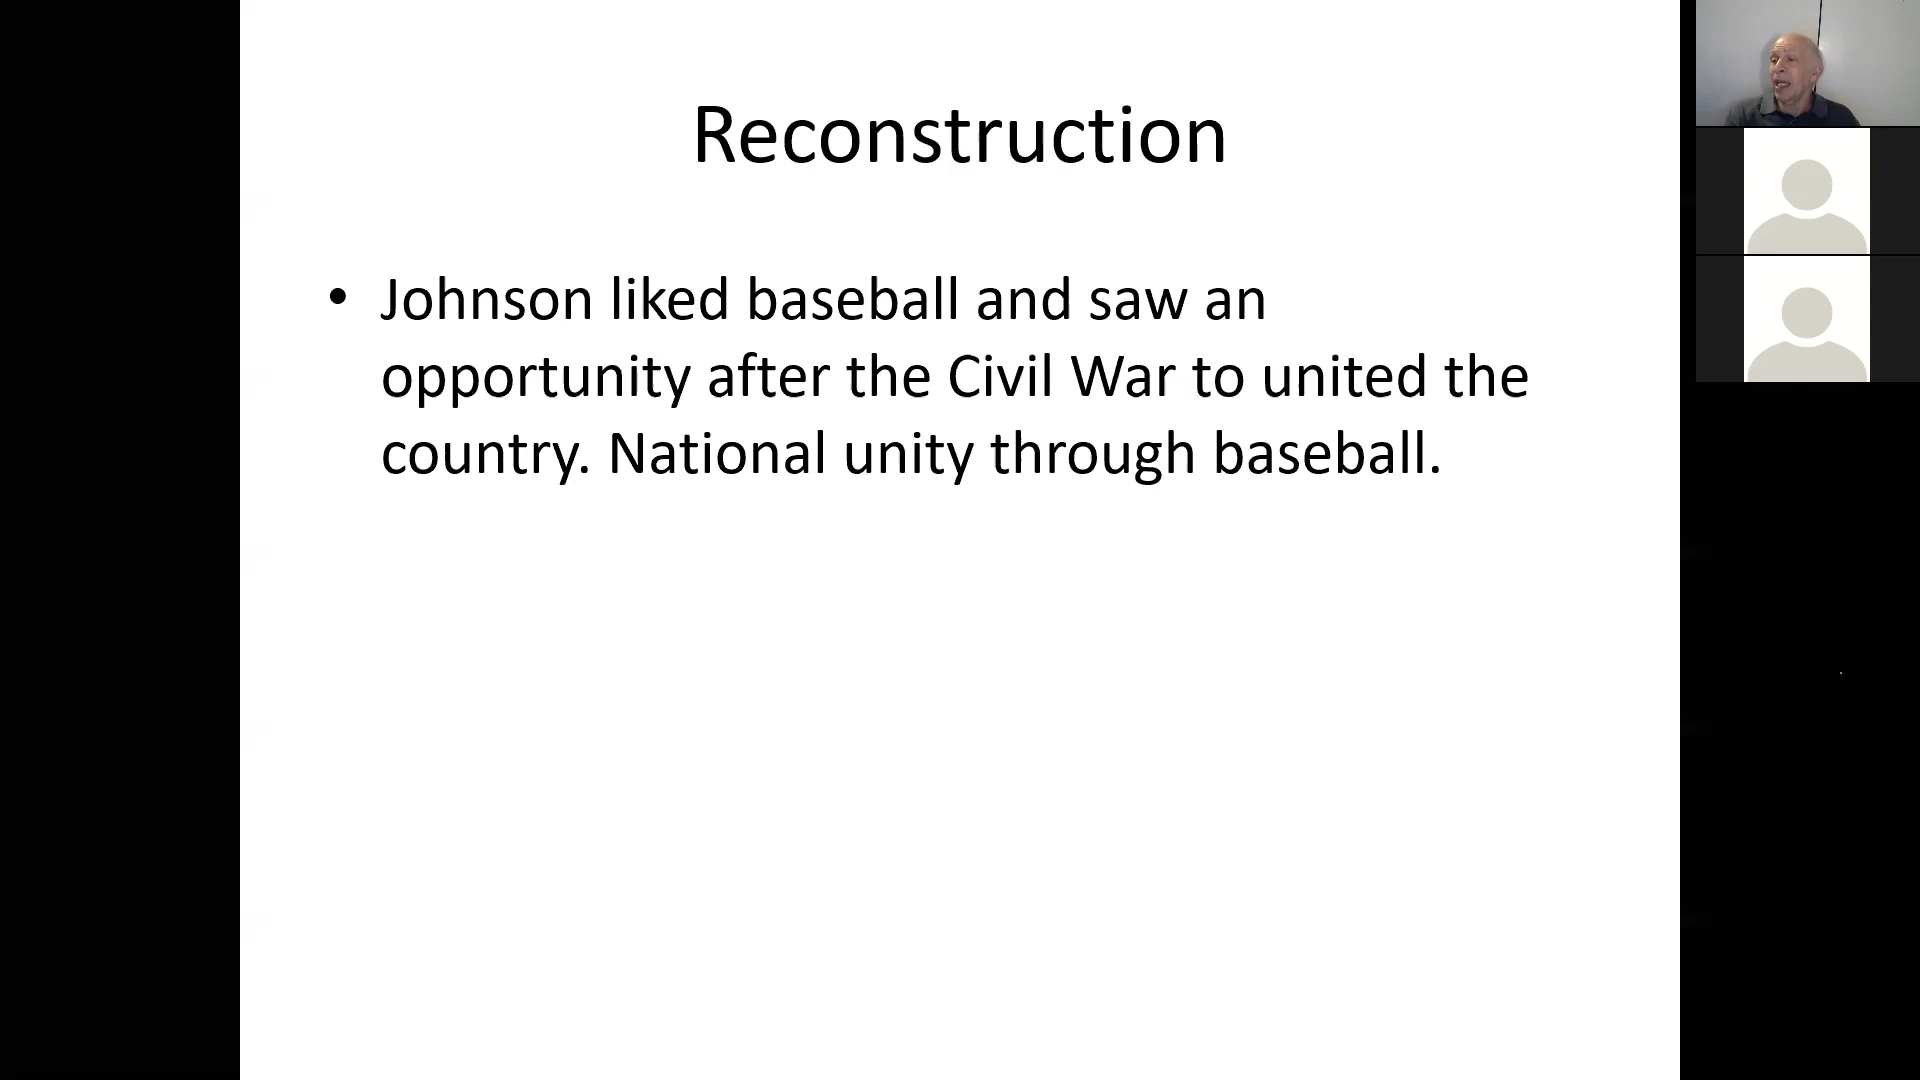 Reconstruction
• Johnson liked baseball and saw an
opportunity after the Civil War to united the
country. National unity through baseball.